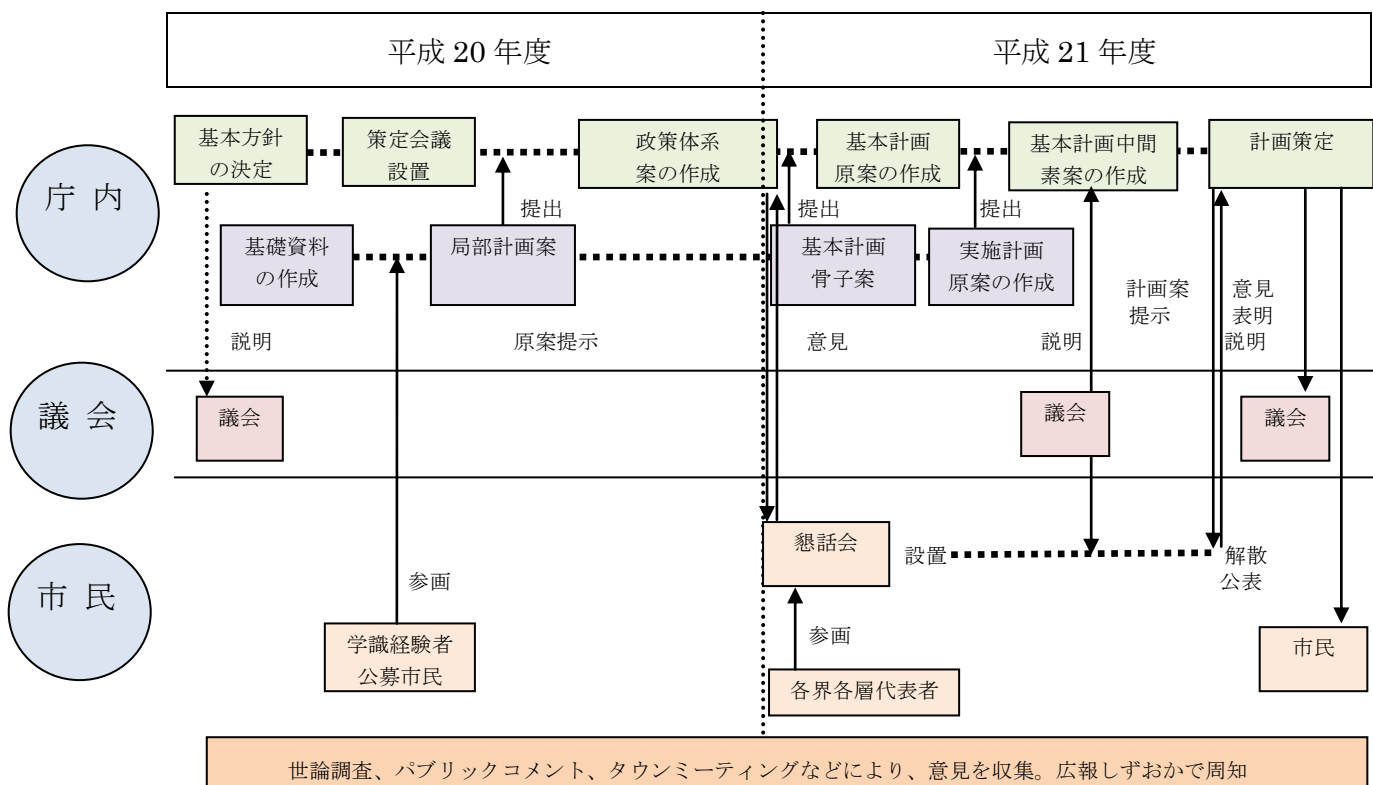 平成 20 年度
平成 21 年度
庁 内
基本方針
の決定
策定会議
設置
政策体系
案の作成
基本計画
原案の作成
基本計画中間
素案の作成
計画策定
提出
提出
提出
基礎資料
の作成
局部計画案
基本計画
骨子案
実施計画
原案の作成
計画案
提示
意見
表明
説明
説明
原案提示
意見
説明
議 会
議会
議会
議会
市 民
懇話会
設置
解散
公表
参画
学識経験者
公募市民
参画
各界各層代表者
市民
世論調査、パブリックコメント、タウンミーティングなどにより、意見を収集。広報しずおかで周知